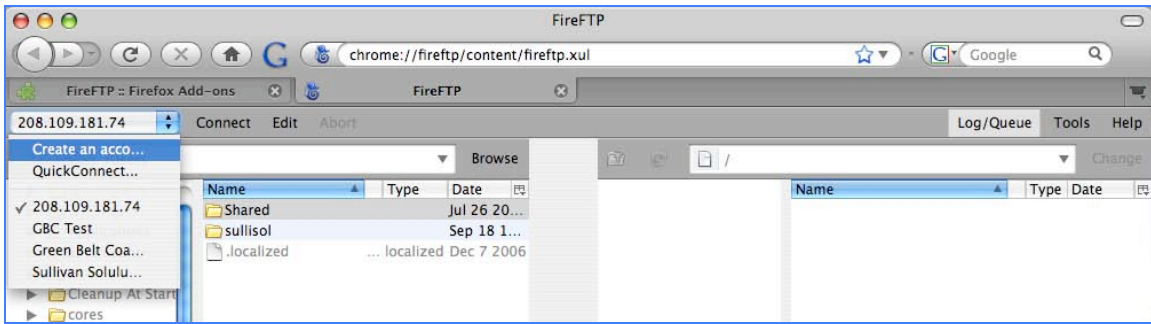 FireFTP
chrome://fireftp/content/fireftp.xul
Google
FireFTP :: Firefox Add-ons
FireFTP
208.109.181.74 Connect Edit Abort Log/Queue Tools Help
Create an acco...
QuickConnect...
✓ 208.109.181.74
GBC Test
Green Belt Coa...
Sullivan Solulu...
Browse
/ Change
Name Type Date
Shared Jul 26 20...
sullisol Sep 18 1...
.localized ... localized Dec 7 2006
Cleanup At Start
cores
Name Type Date